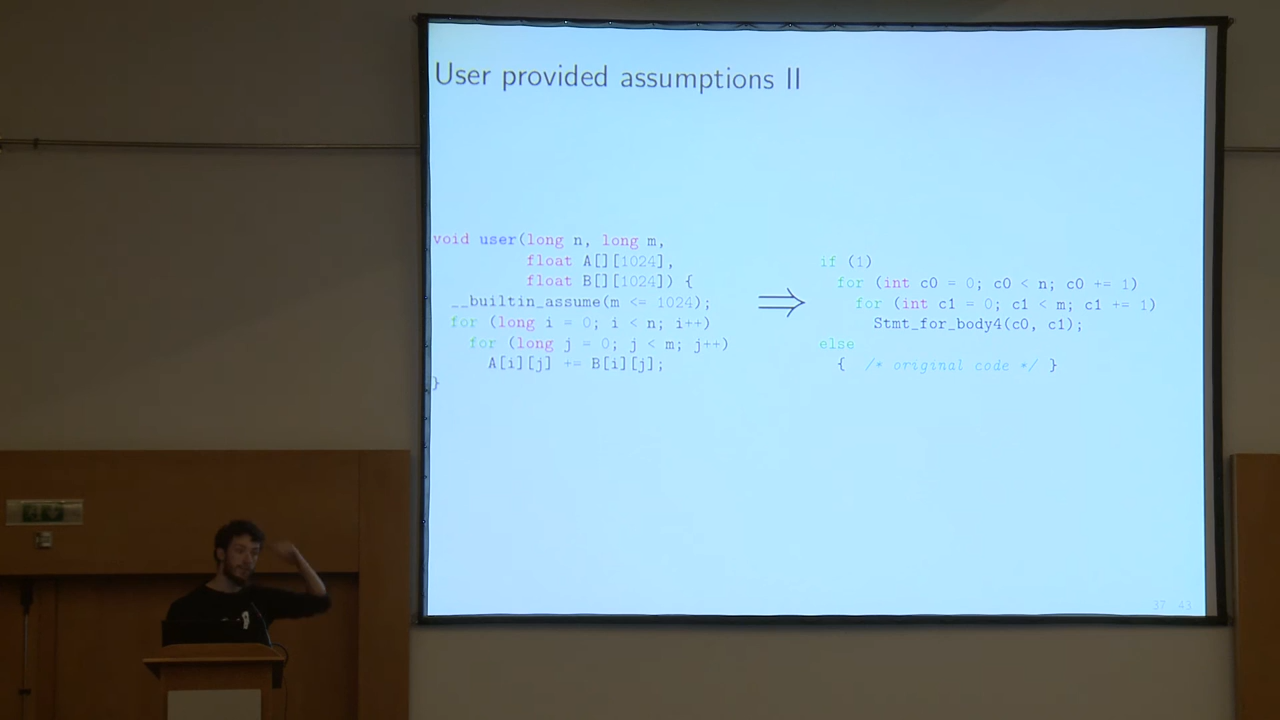 User provided assumptions II
void user(long n, long m,
float A[][1024],
float B[][1024]) {
__builtin_assume(m <= 1024);
for (long i = 0; i < n; i++)
for (long j = 0; j < m; j++)
A[i][j] += B[i][j];
}
⟹
if (1)
for (int c0 = 0; c0 < n; c0 += 1)
for (int c1 = 0; c1 < m; c1 += 1)
Stmt_for_body4(c0, c1);
else
{ /* original code */ }
37 43